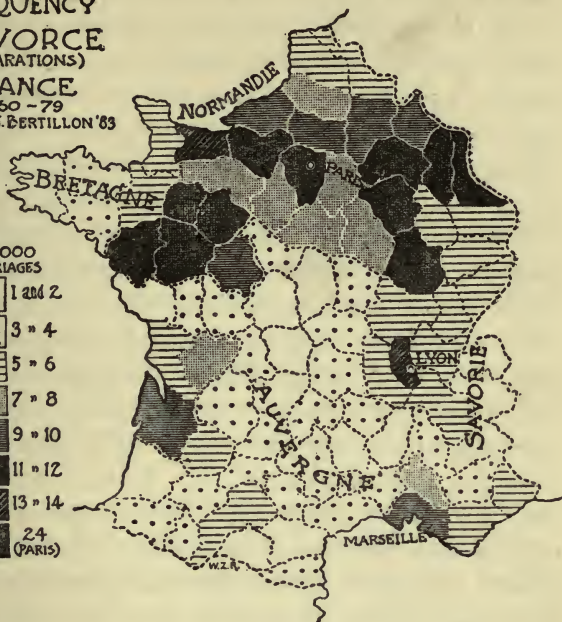 QUENCY
VORCE
ARATIONS)
ANCE
60-79
. BERTILLON '83
NORMANDIE
PARIS
BRETAGNE
000
RIAGES
1 and 2
3 " 4
5 " 6
7 " 8
9 " 10
11 " 12
13 " 14
24
(PARIS)
LYON
SAVORIE
AUVERGNE
MARSEILLE
W.Z.R.